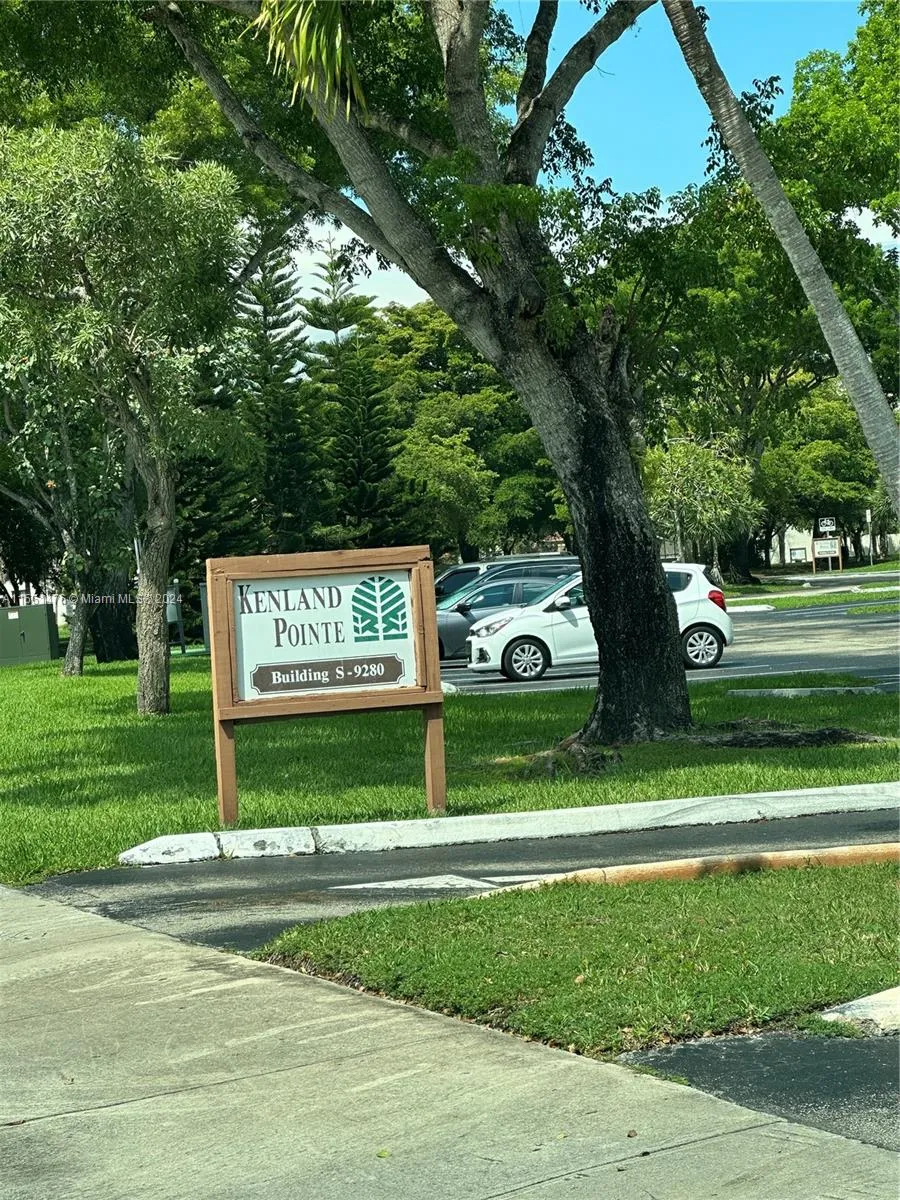 KENLAND
POINTE
Building S-9280
Miami MLS 2024